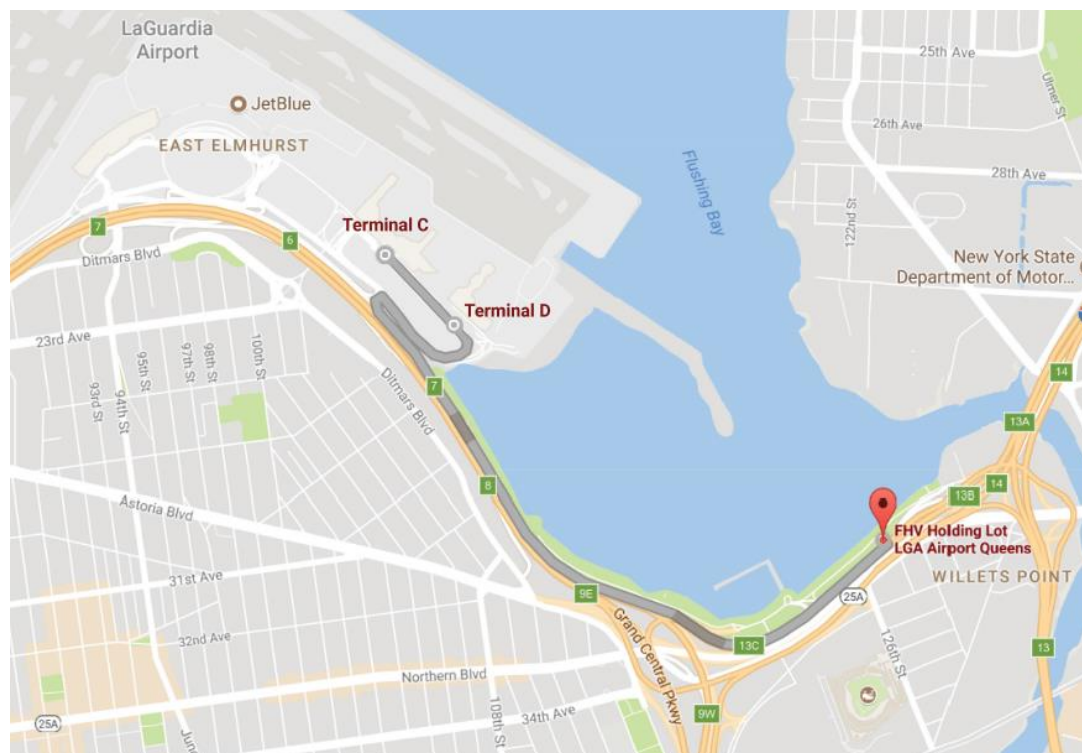 LaGuardia
Airport
JetBlue
EAST ELMHURST
25th Ave
Ulmer St
26th Ave
28th Ave
122nd St
Flushing Bay
New York State
Department of Motor...
7
6
Ditmars Blvd
Terminal C
Terminal D
23rd Ave
93rd St
94th St
95th St
97th St
98th St
100th St
Ditmars Blvd
7
8
14
13A
14
13B
FHV Holding Lot
LGA Airport Queens
WILLETS POINT
Astoria Blvd
31st Ave
32nd Ave
9E
Grand Central Pkwy
13C
25A
126th St
13
Northern Blvd
108th St
34th Ave
9W
25A